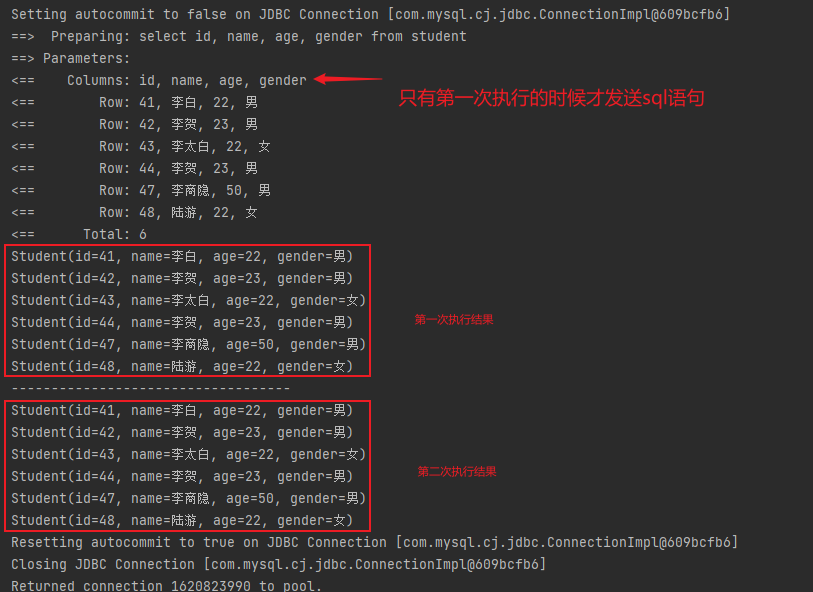 Setting autocommit to false on JDBC Connection [com.mysql.cj.jdbc.ConnectionImpl@609bcfb6]
==>  Preparing: select id, name, age, gender from student
==> Parameters:
<==    Columns: id, name, age, gender
只有第一次执行的时候才发送sql语句
<==        Row: 41, 李白, 22, 男
<==        Row: 42, 李贺, 23, 男
<==        Row: 43, 李太白, 22, 女
<==        Row: 44, 李贺, 23, 男
<==        Row: 47, 李商隐, 50, 男
<==        Row: 48, 陆游, 22, 女
<==      Total: 6
Student(id=41, name=李白, age=22, gender=男)
Student(id=42, name=李贺, age=23, gender=男)
Student(id=43, name=李太白, age=22, gender=女)
Student(id=44, name=李贺, age=23, gender=男)
第一次执行结果
Student(id=47, name=李商隐, age=50, gender=男)
Student(id=48, name=陆游, age=22, gender=女)
-----------------------------------
Student(id=41, name=李白, age=22, gender=男)
Student(id=42, name=李贺, age=23, gender=男)
Student(id=43, name=李太白, age=22, gender=女)
Student(id=44, name=李贺, age=23, gender=男)
第二次执行结果
Student(id=47, name=李商隐, age=50, gender=男)
Student(id=48, name=陆游, age=22, gender=女)
Resetting autocommit to true on JDBC Connection [com.mysql.cj.jdbc.ConnectionImpl@609bcfb6]
Closing JDBC Connection [com.mysql.cj.jdbc.ConnectionImpl@609bcfb6]
Returned connection 1620823990 to pool.